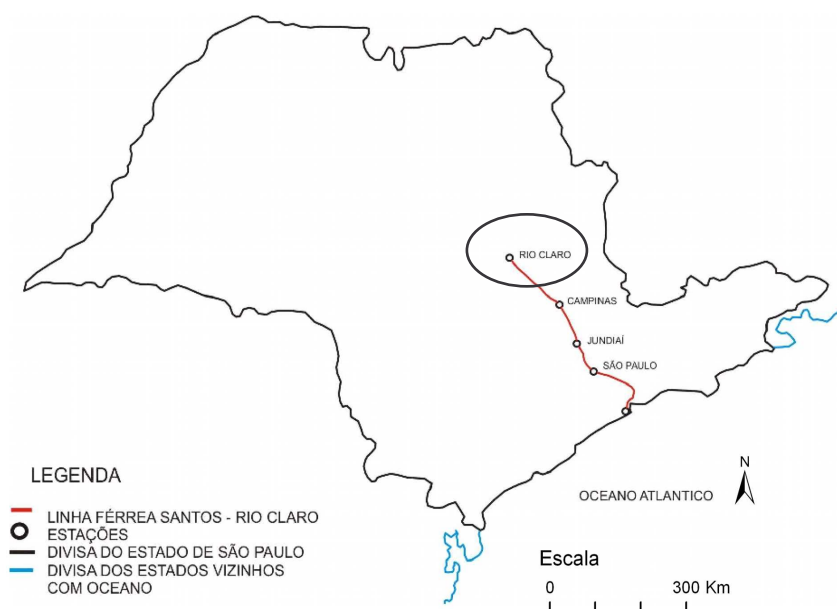 RIO CLARO
CAMPINAS
JUNDIAÍ
SÃO PAULO
N
OCEANO ATLANTICO
LEGENDA
LINHA FÉRREA SANTOS - RIO CLARO
ESTAÇÕES
DIVISA DO ESTADO DE SÃO PAULO
DIVISA DOS ESTADOS VIZINHOS
COM OCEANO
Escala
0 300 Km